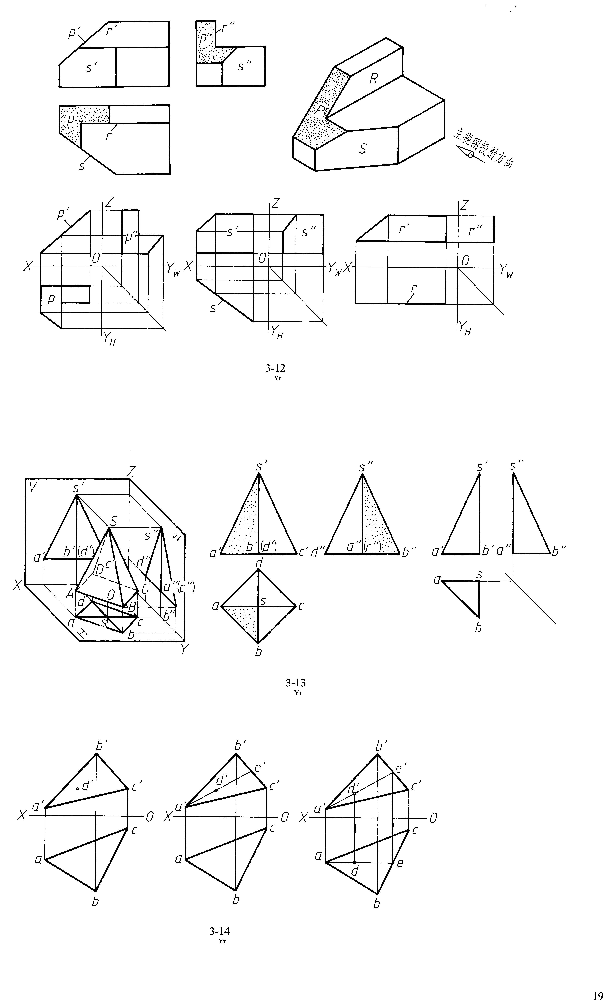 p′ r′ p″ r″
s′ s″
R
P
p
r
S
s
主视图投射方向
Z Z Z
p′ s′ s″ r′ r″
p″
O O O
X Y_W X Y_W X Y_W
p r
s
Y_H Y_H Y_H
3-12
Yr
Z s′ s″ s′ s″
V
s′
S
s″ W
a′ b′(d′) d″ D c′
a′ b′(d′) c′ d″ a″(c″) b″ a′ b′ a″ b″
d
X A O C a″(c″) a s
d B a s c
a s c b″
H b b
Y b
3-13
Yr
b′ b′ b′
e′ e′
d′ c′ d′ c′ d′ c′
a′ a′ a′
X O X O X O
c c c
a a a d e
b b b
3-14
Yr
19